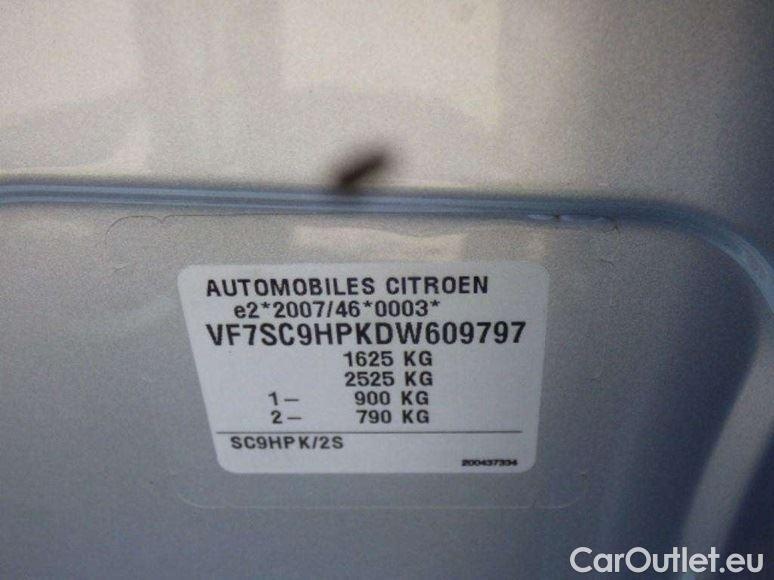 AUTOMOBILES CITROEN
e2*2007/46*0003*
VF7SC9HPKDW609797
1625 KG
2525 KG
1- 900 KG
2- 790 KG
SC9HPK/2S
200437334
CarOutlet.eu